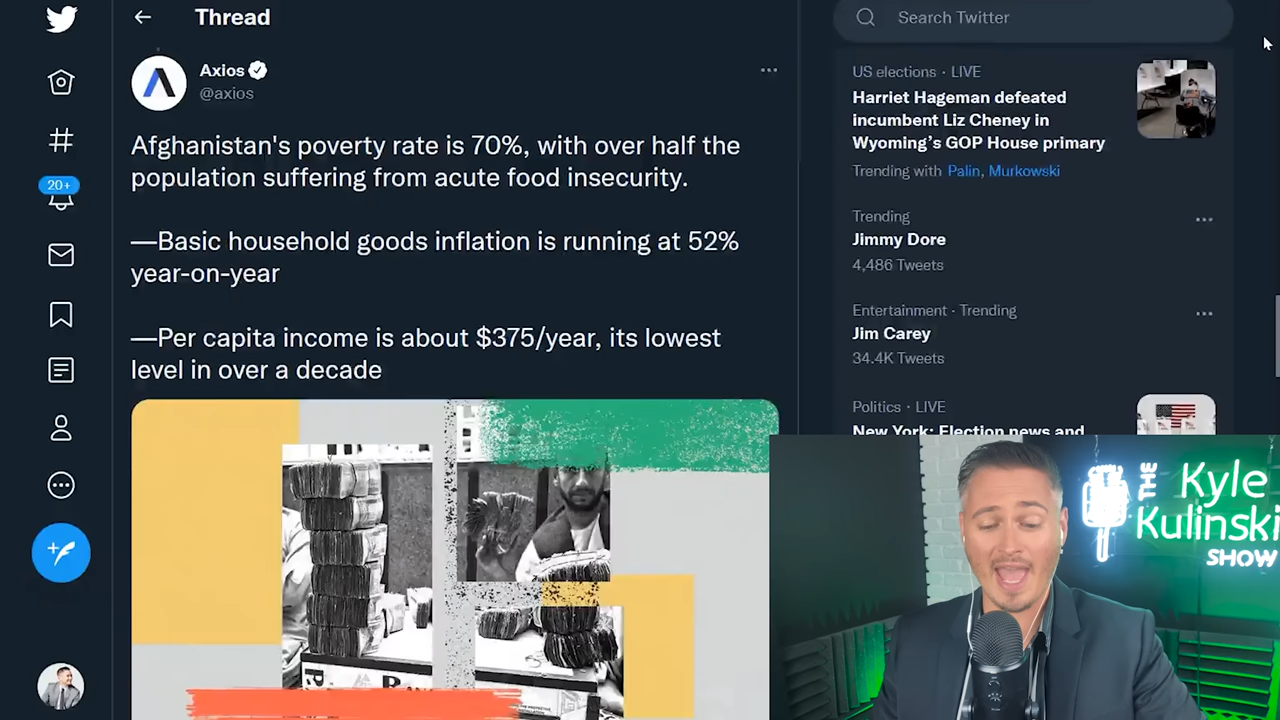 Thread
Search Twitter
Axios
@axios
Afghanistan's poverty rate is 70%, with over half the
population suffering from acute food insecurity.
—Basic household goods inflation is running at 52%
year-on-year
—Per capita income is about $375/year, its lowest
level in over a decade
20+
US elections · LIVE
Harriet Hageman defeated
incumbent Liz Cheney in
Wyoming’s GOP House primary
Trending with Palin, Murkowski
Trending
Jimmy Dore
4,486 Tweets
Entertainment · Trending
Jim Carey
34.4K Tweets
Politics · LIVE
New York: Election news and
THE
Kyle
Kulinski
SHOW